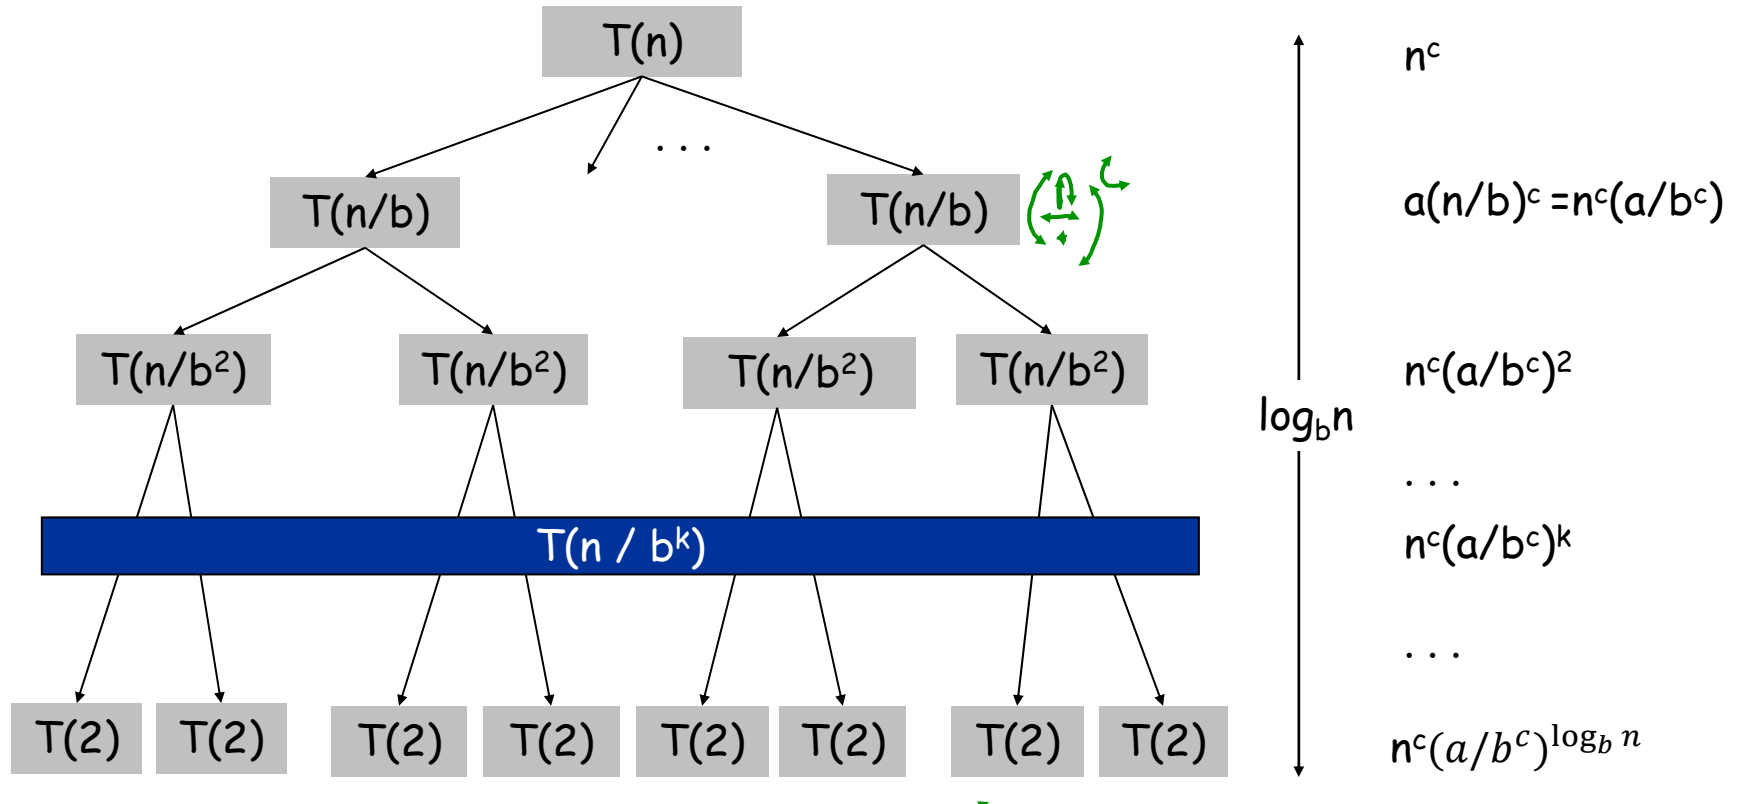 T(n)
nᶜ
. . .
T(n/b)
T(n/b)
(n/b)ᶜ
a(n/b)ᶜ =nᶜ(a/bᶜ)
T(n/b²)
T(n/b²)
T(n/b²)
T(n/b²)
nᶜ(a/bᶜ)²
log_b n
. . .
T(n / bᵏ)
nᶜ(a/bᶜ)ᵏ
. . .
T(2)
T(2)
T(2)
T(2)
T(2)
T(2)
T(2)
T(2)
nᶜ(a/bᶜ)^(log_b n)